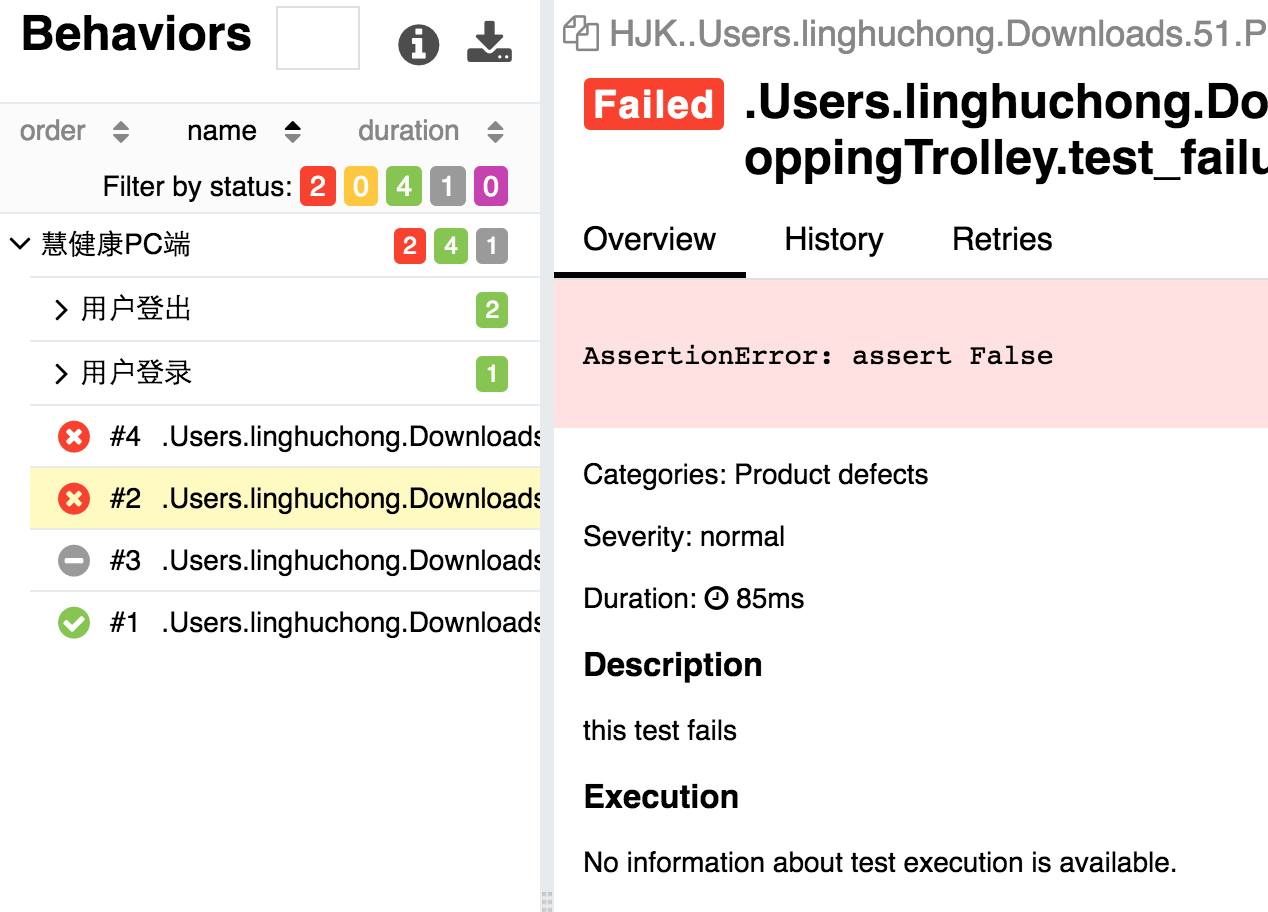 Behaviors
order name duration
Filter by status: 2 0 4 1 0
慧健康PC端 2 4 1
用户登出 2
用户登录 1
#4 .Users.linghuchong.Downloads
#2 .Users.linghuchong.Downloads
#3 .Users.linghuchong.Downloads
#1 .Users.linghuchong.Downloads
HJK..Users.linghuchong.Downloads.51.P
Failed .Users.linghuchong.Do
oppingTrolley.test_failu
Overview History Retries
AssertionError: assert False
Categories: Product defects
Severity: normal
Duration: 85ms
Description
this test fails
Execution
No information about test execution is available.